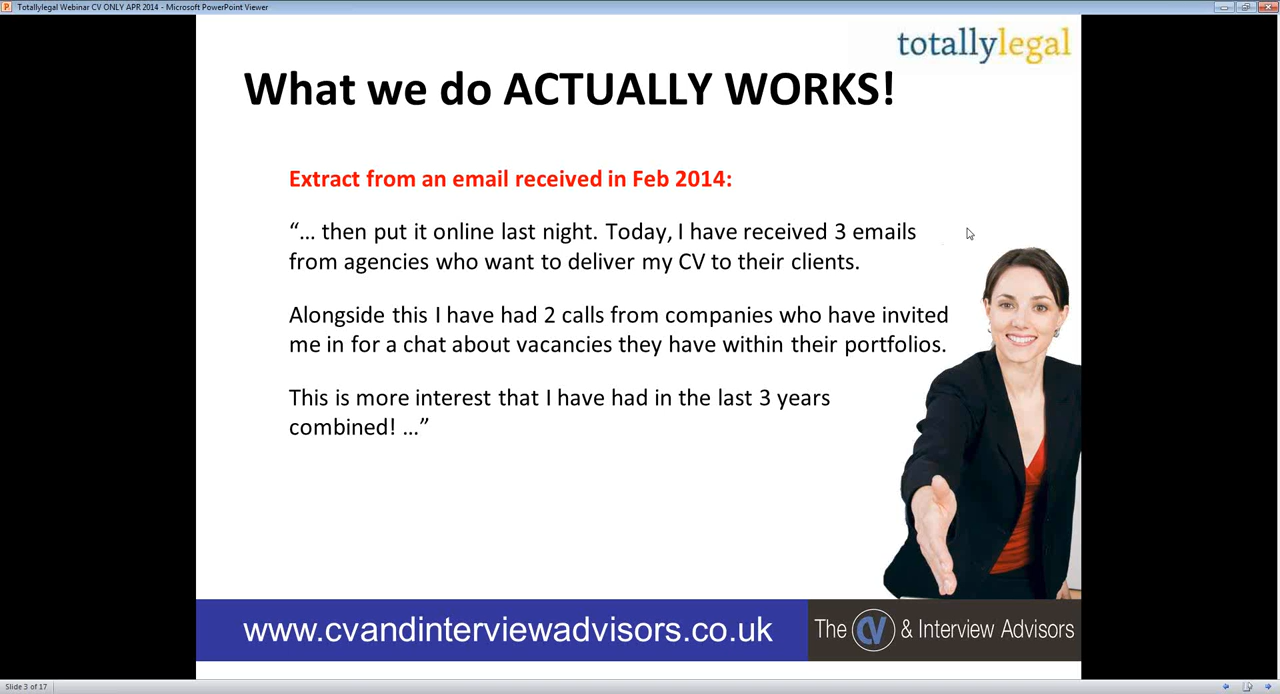 Totallylegal Webinar CV ONLY APR 2014 - Microsoft PowerPoint Viewer
totallylegal
What we do ACTUALLY WORKS!
Extract from an email received in Feb 2014:
“... then put it online last night. Today, I have received 3 emails
from agencies who want to deliver my CV to their clients.
Alongside this I have had 2 calls from companies who have invited
me in for a chat about vacancies they have within their portfolios.
This is more interest that I have had in the last 3 years
combined! ...”
www.cvandinterviewadvisors.co.uk
The CV & Interview Advisors
Slide 3 of 17